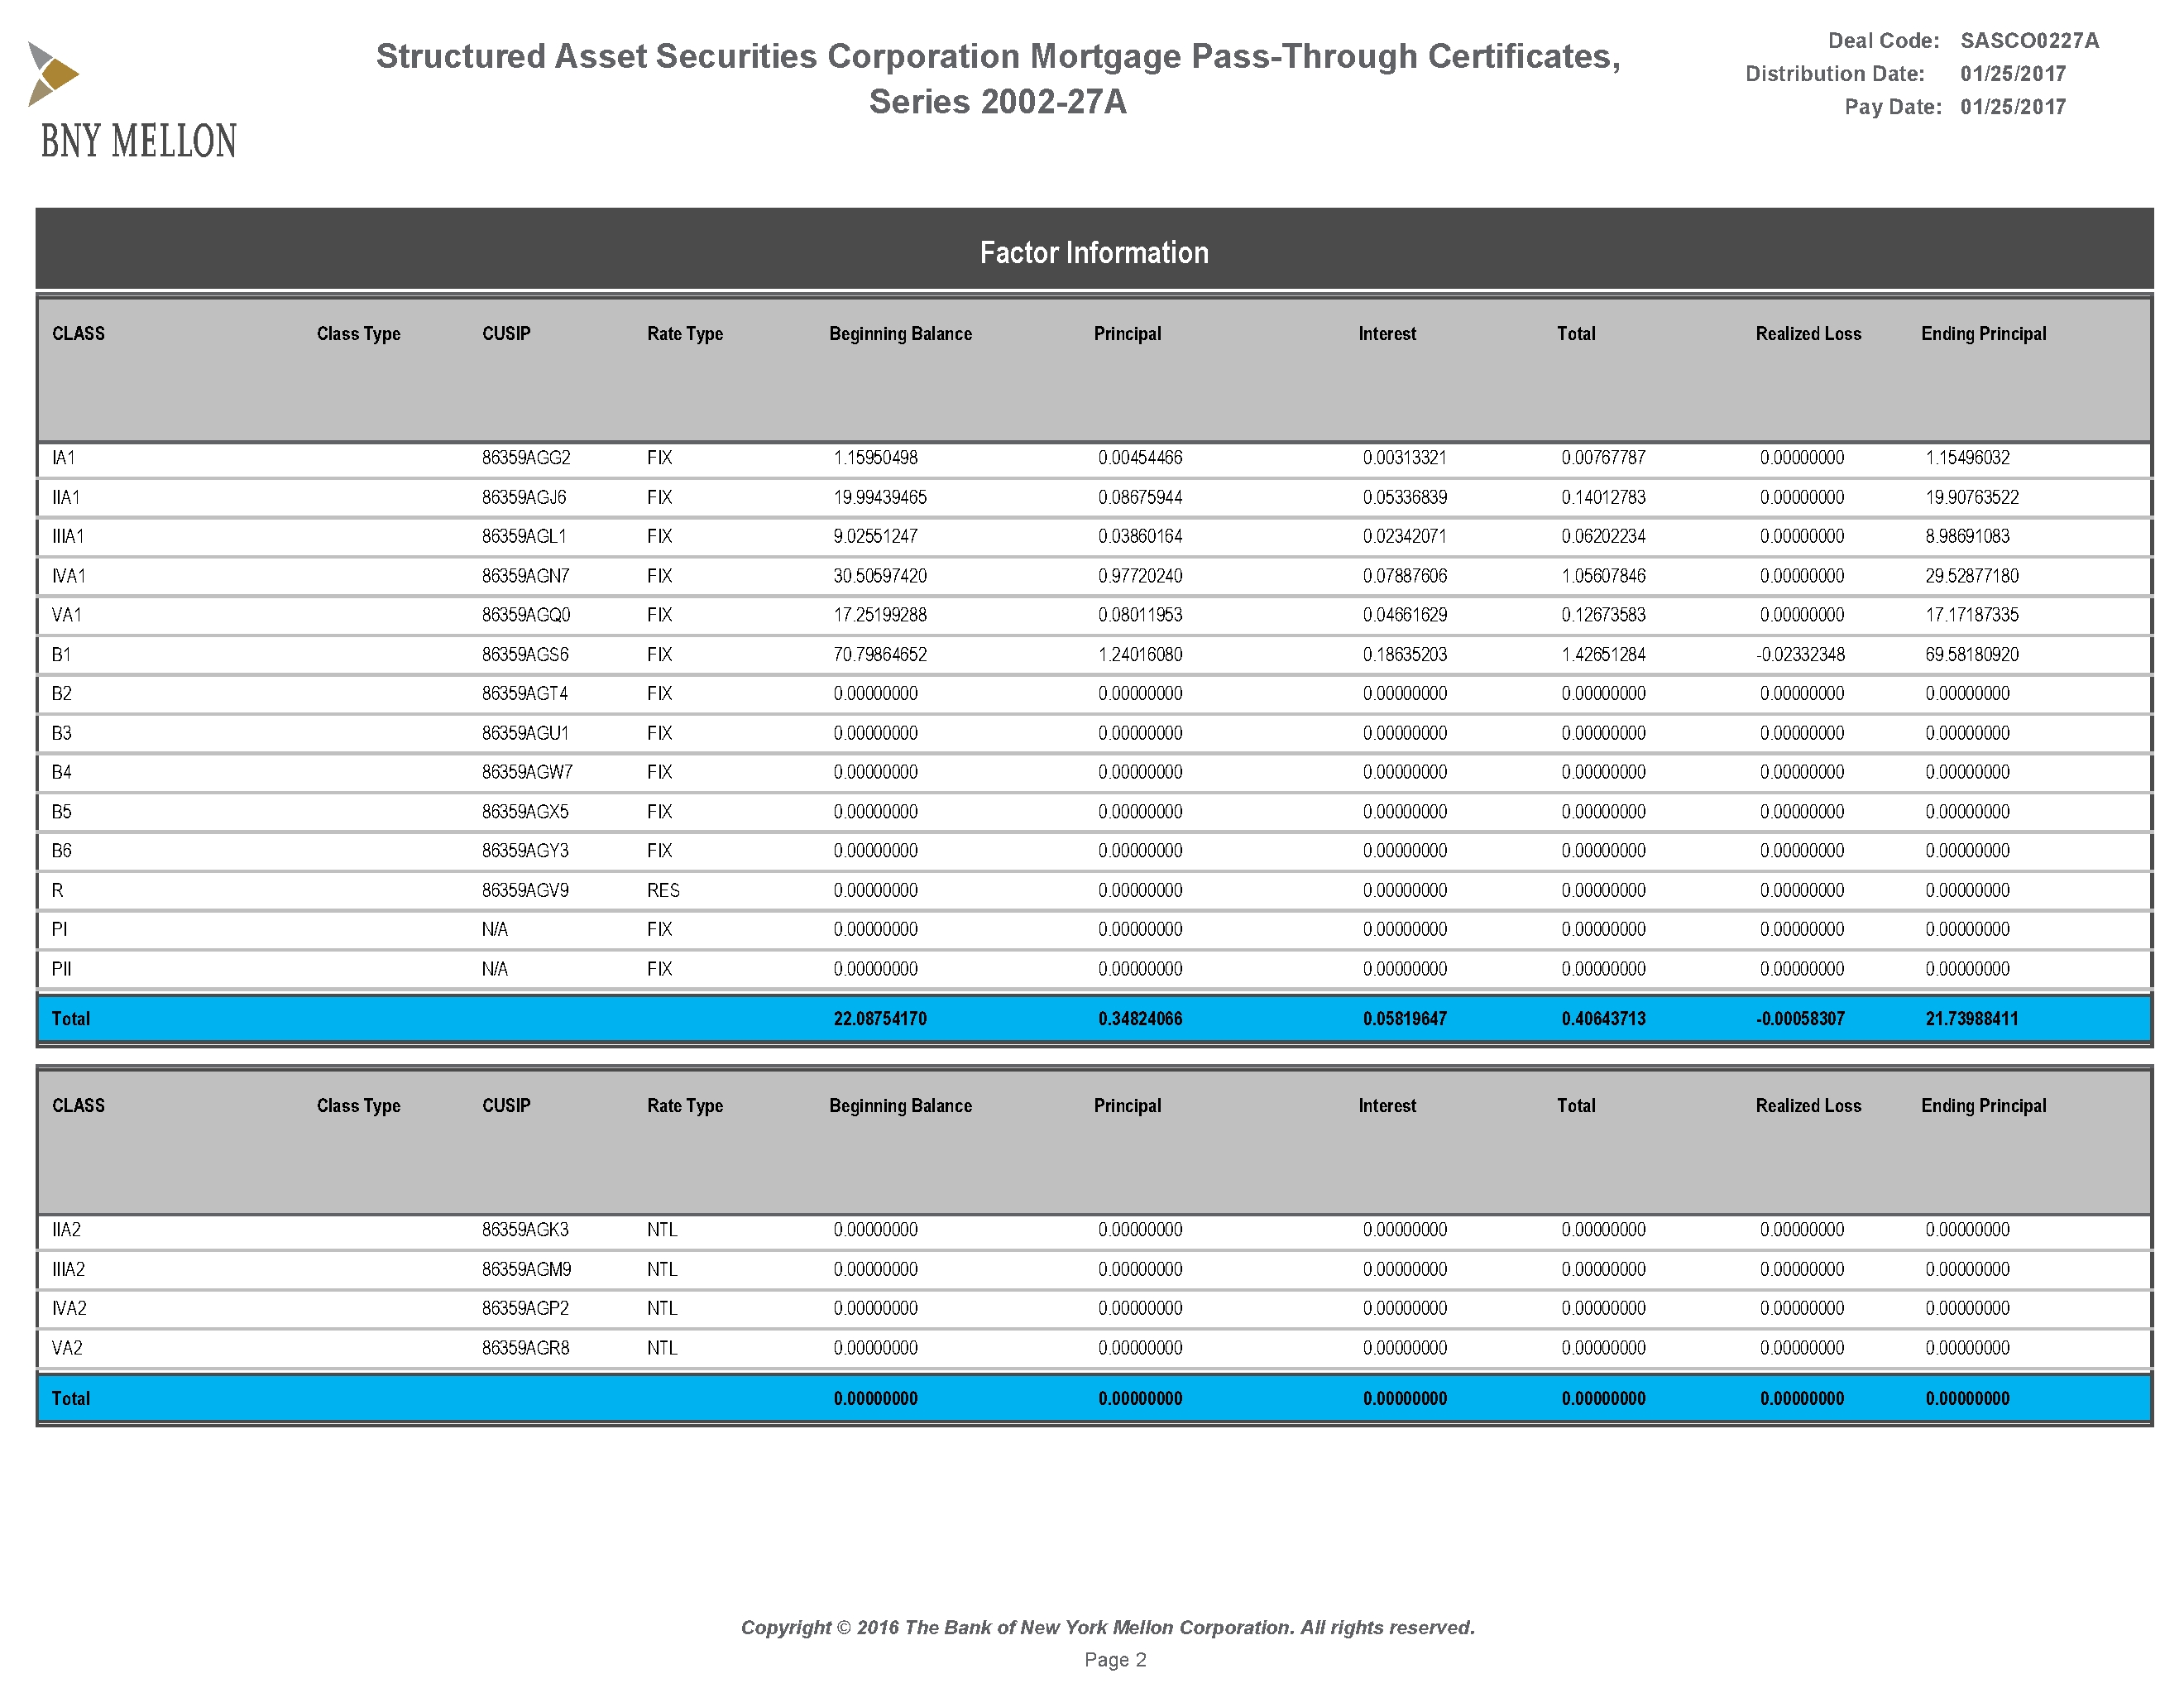 BNY MELLON
Structured Asset Securities Corporation Mortgage Pass-Through Certificates,
Series 2002-27A
Deal Code: SASCO0227A
Distribution Date: 01/25/2017
Pay Date: 01/25/2017
Factor Information
CLASS Class Type CUSIP Rate Type Beginning Balance Principal Interest Total Realized Loss Ending Principal
IA1 86359AGG2 FIX 1.15950498 0.00454466 0.00313321 0.00767787 0.00000000 1.15496032
IIA1 86359AGJ6 FIX 19.99439465 0.08675944 0.05336839 0.14012783 0.00000000 19.90763522
IIIA1 86359AGL1 FIX 9.02551247 0.03860164 0.02342071 0.06202234 0.00000000 8.98691083
IVA1 86359AGN7 FIX 30.50597420 0.97720240 0.07887606 1.05607846 0.00000000 29.52877180
VA1 86359AGQ0 FIX 17.25199288 0.08011953 0.04661629 0.12673583 0.00000000 17.17187335
B1 86359AGS6 FIX 70.79864652 1.24016080 0.18635203 1.42651284 -0.02332348 69.58180920
B2 86359AGT4 FIX 0.00000000 0.00000000 0.00000000 0.00000000 0.00000000 0.00000000
B3 86359AGU1 FIX 0.00000000 0.00000000 0.00000000 0.00000000 0.00000000 0.00000000
B4 86359AGW7 FIX 0.00000000 0.00000000 0.00000000 0.00000000 0.00000000 0.00000000
B5 86359AGX5 FIX 0.00000000 0.00000000 0.00000000 0.00000000 0.00000000 0.00000000
B6 86359AGY3 FIX 0.00000000 0.00000000 0.00000000 0.00000000 0.00000000 0.00000000
R 86359AGV9 RES 0.00000000 0.00000000 0.00000000 0.00000000 0.00000000 0.00000000
PI N/A FIX 0.00000000 0.00000000 0.00000000 0.00000000 0.00000000 0.00000000
PII N/A FIX 0.00000000 0.00000000 0.00000000 0.00000000 0.00000000 0.00000000
Total 22.08754170 0.34824066 0.05819647 0.40643713 -0.00058307 21.73988411
CLASS Class Type CUSIP Rate Type Beginning Balance Principal Interest Total Realized Loss Ending Principal
IIA2 86359AGK3 NTL 0.00000000 0.00000000 0.00000000 0.00000000 0.00000000 0.00000000
IIIA2 86359AGM9 NTL 0.00000000 0.00000000 0.00000000 0.00000000 0.00000000 0.00000000
IVA2 86359AGP2 NTL 0.00000000 0.00000000 0.00000000 0.00000000 0.00000000 0.00000000
VA2 86359AGR8 NTL 0.00000000 0.00000000 0.00000000 0.00000000 0.00000000 0.00000000
Total 0.00000000 0.00000000 0.00000000 0.00000000 0.00000000 0.00000000
Copyright © 2016 The Bank of New York Mellon Corporation. All rights reserved.
Page 2